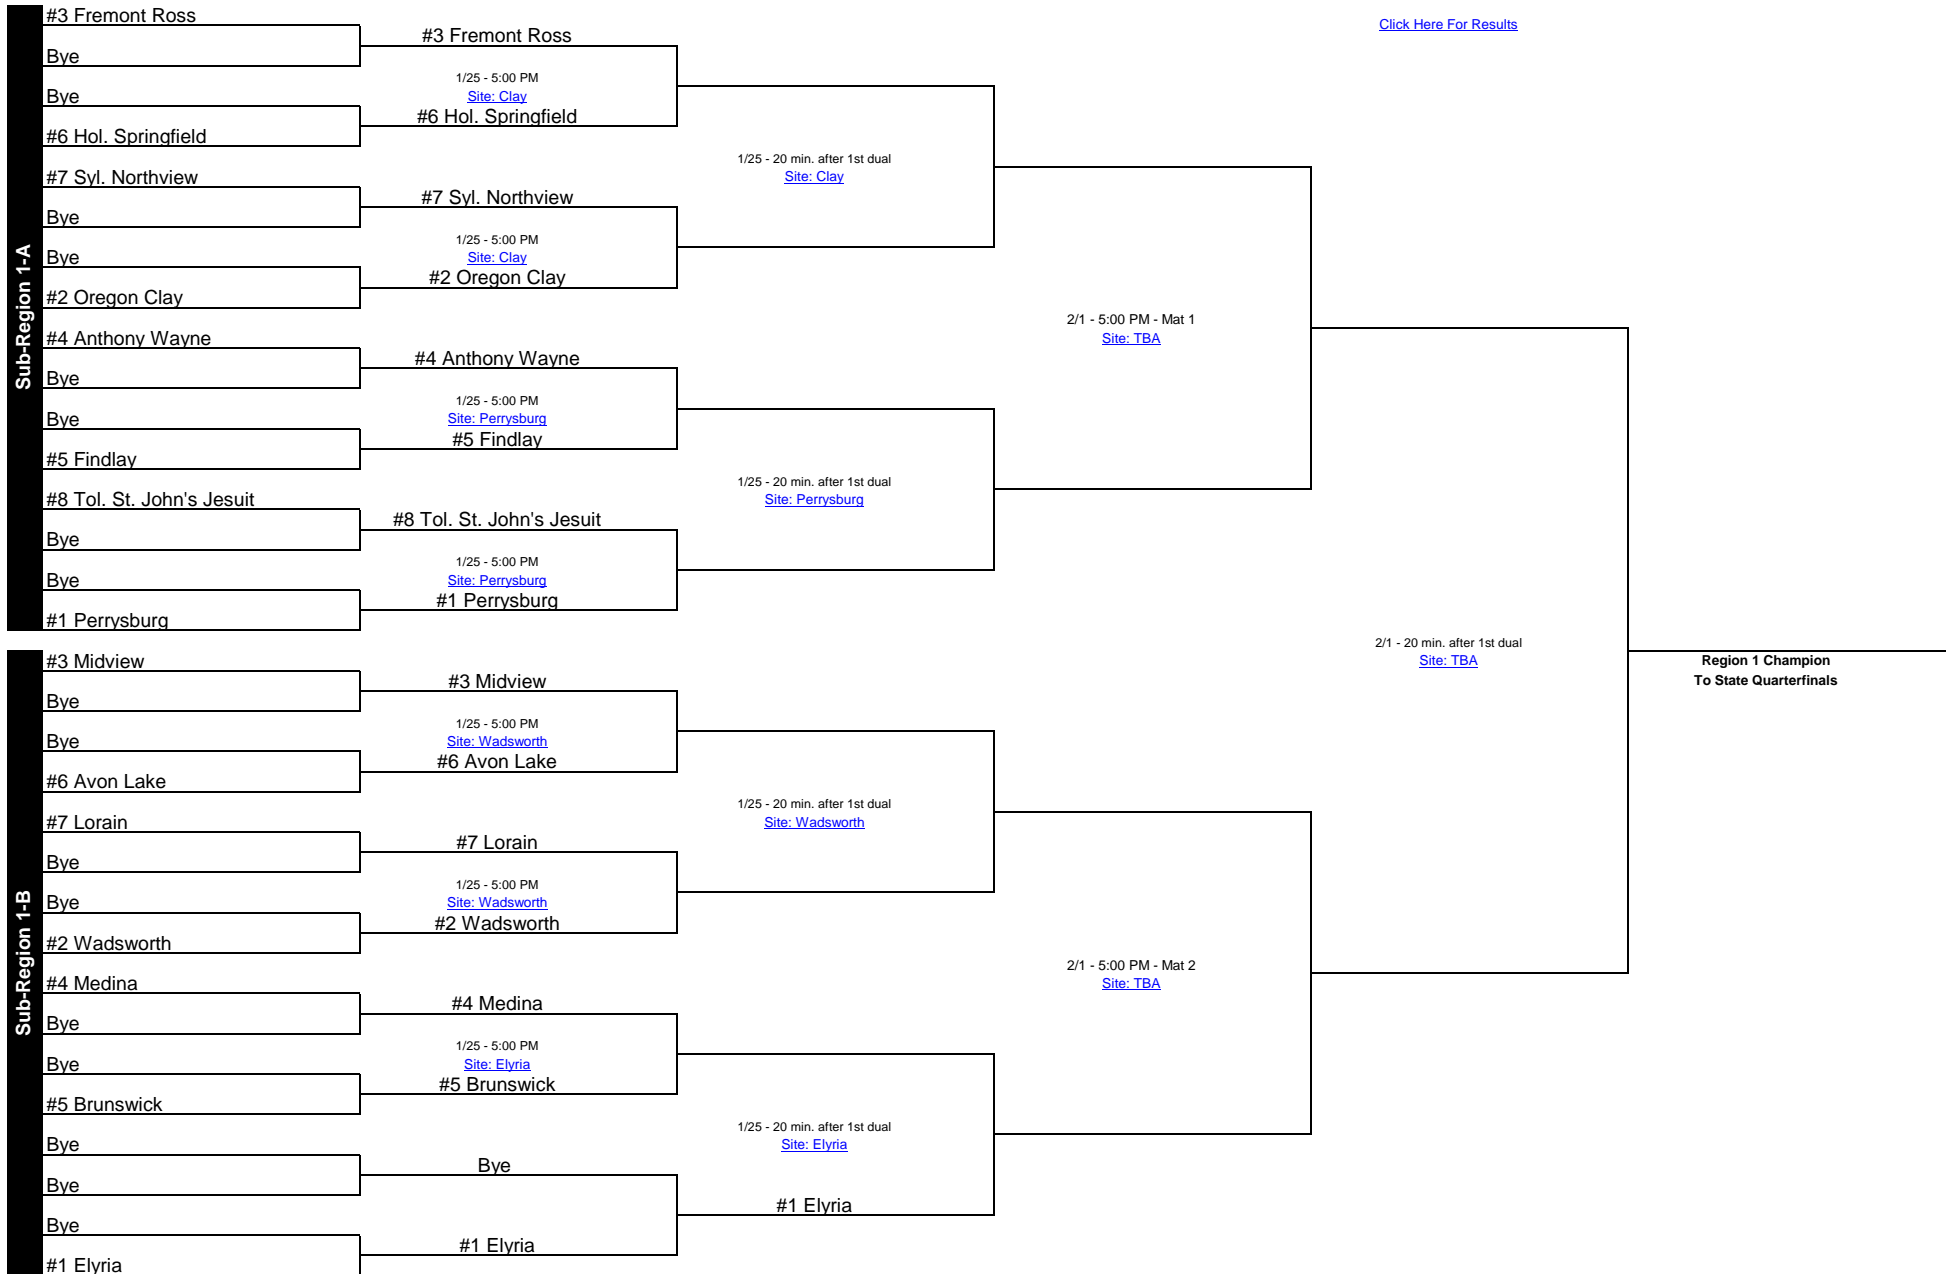 Click Here For Results
Sub-Region 1-A
#3 Fremont Ross
Bye
Bye
#6 Hol. Springfield
#7 Syl. Northview
Bye
Bye
#2 Oregon Clay
#4 Anthony Wayne
Bye
Bye
#5 Findlay
#8 Tol. St. John's Jesuit
Bye
Bye
#1 Perrysburg
#3 Fremont Ross
1/25 - 5:00 PM
Site: Clay
#6 Hol. Springfield
#7 Syl. Northview
1/25 - 5:00 PM
Site: Clay
#2 Oregon Clay
#4 Anthony Wayne
1/25 - 5:00 PM
Site: Perrysburg
#5 Findlay
#8 Tol. St. John's Jesuit
1/25 - 5:00 PM
Site: Perrysburg
#1 Perrysburg
1/25 - 20 min. after 1st dual
Site: Clay
1/25 - 20 min. after 1st dual
Site: Perrysburg
2/1 - 5:00 PM - Mat 1
Site: TBA
Sub-Region 1-B
#3 Midview
Bye
Bye
#6 Avon Lake
#7 Lorain
Bye
Bye
#2 Wadsworth
#4 Medina
Bye
Bye
#5 Brunswick
Bye
Bye
Bye
#1 Elyria
#3 Midview
1/25 - 5:00 PM
Site: Wadsworth
#6 Avon Lake
#7 Lorain
1/25 - 5:00 PM
Site: Wadsworth
#2 Wadsworth
#4 Medina
1/25 - 5:00 PM
Site: Elyria
#5 Brunswick
Bye
#1 Elyria
1/25 - 20 min. after 1st dual
Site: Wadsworth
1/25 - 20 min. after 1st dual
Site: Elyria
#1 Elyria
2/1 - 5:00 PM - Mat 2
Site: TBA
2/1 - 20 min. after 1st dual
Site: TBA
Region 1 Champion
To State Quarterfinals